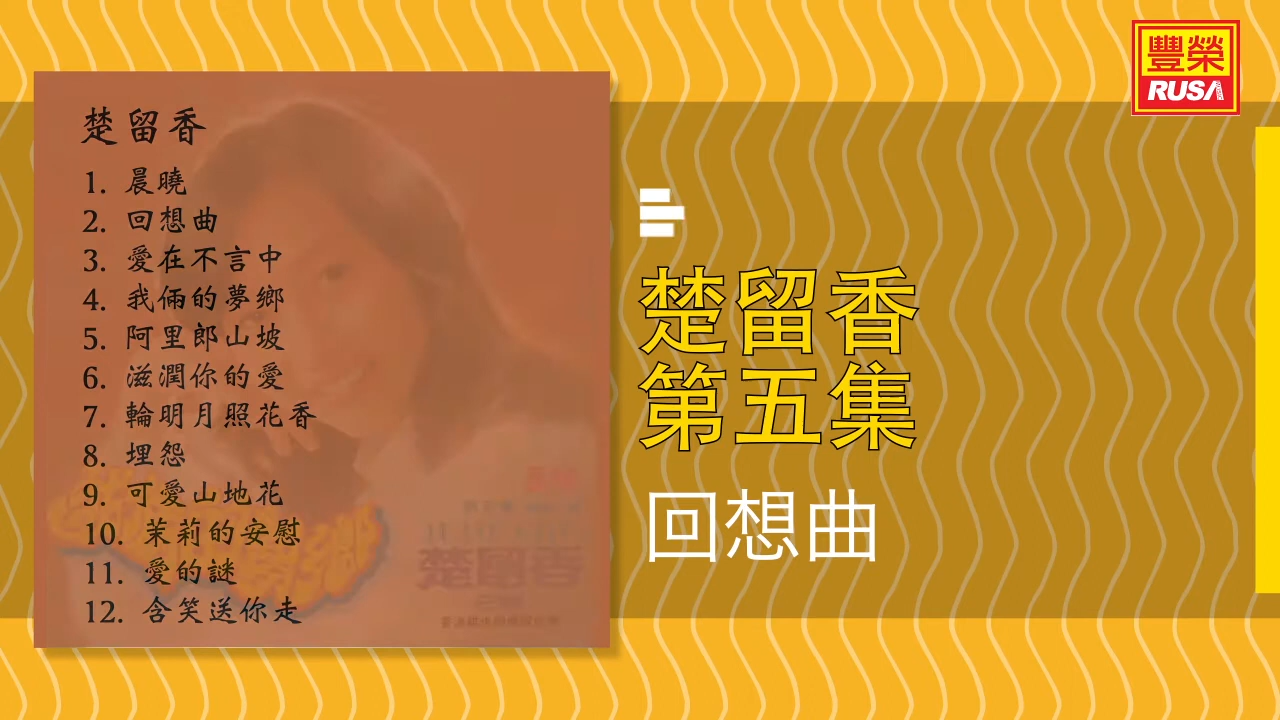 楚留香
1. 晨曉
2. 回想曲
3. 愛在不言中
4. 我倆的夢鄉
5. 阿里郎山坡
6. 滋潤你的愛
7. 輪明月照花香
8. 埋怨
9. 可愛山地花
10. 茉莉的安慰
11. 愛的謎
12. 含笑送你走
楚留香
第五集
回想曲
豐榮
RUSA